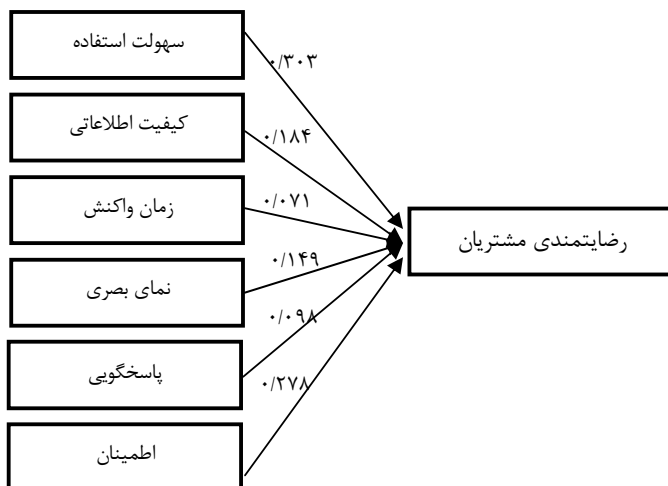 سهولت استفاده
۰/۳۰۳
کیفیت اطلاعاتی
۰/۱۸۴
زمان واکنش
۰/۰۷۱
رضایتمندی مشتریان
نمای بصری
۰/۱۴۹
پاسخگویی
۰/۰۹۸
اطمینان
۰/۲۷۸